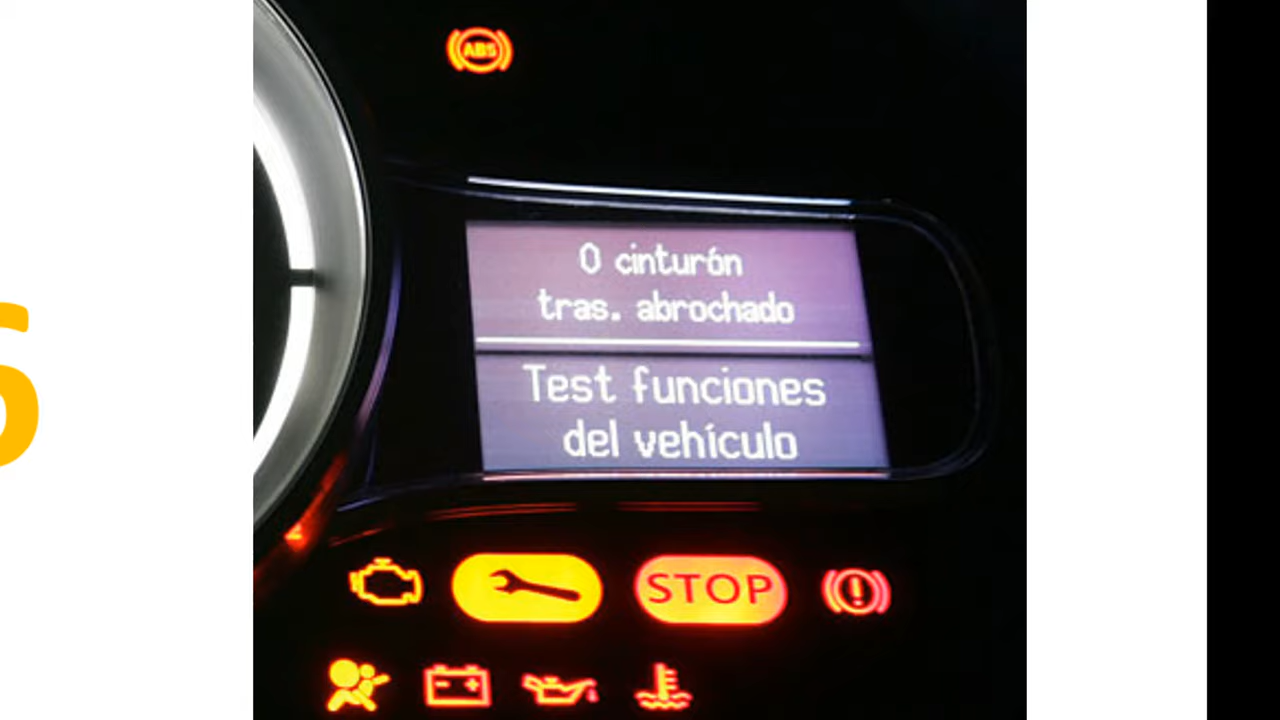 ABS
0 cinturón
tras. abrochado
Test funciones
del vehículo
STOP